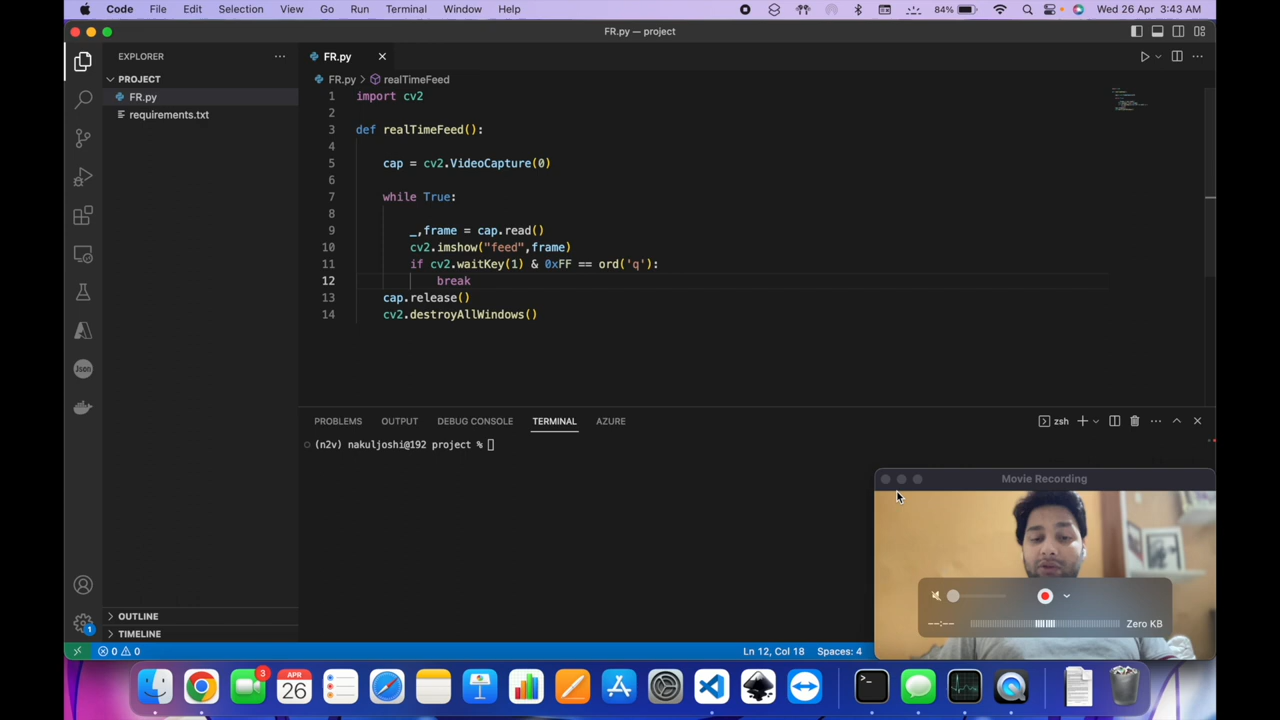 Code File Edit Selection View Go Run Terminal Window Help 84% Wed 26 Apr 3:43 AM
FR.py — project
EXPLORER
PROJECT
FR.py
requirements.txt
OUTLINE
TIMELINE
FR.py
FR.py > realTimeFeed
1 import cv2
2
3 def realTimeFeed():
4
5 cap = cv2.VideoCapture(0)
6
7 while True:
8
9 _,frame = cap.read()
10 cv2.imshow("feed",frame)
11 if cv2.waitKey(1) & 0xFF == ord('q'):
12 break
13 cap.release()
14 cv2.destroyAllWindows()
PROBLEMS OUTPUT DEBUG CONSOLE TERMINAL AZURE
zsh
(n2v) nakuljoshi@192 project %
Movie Recording
--:-- Zero KB
Json
1
0 0
Ln 12, Col 18 Spaces: 4
3
APR
26